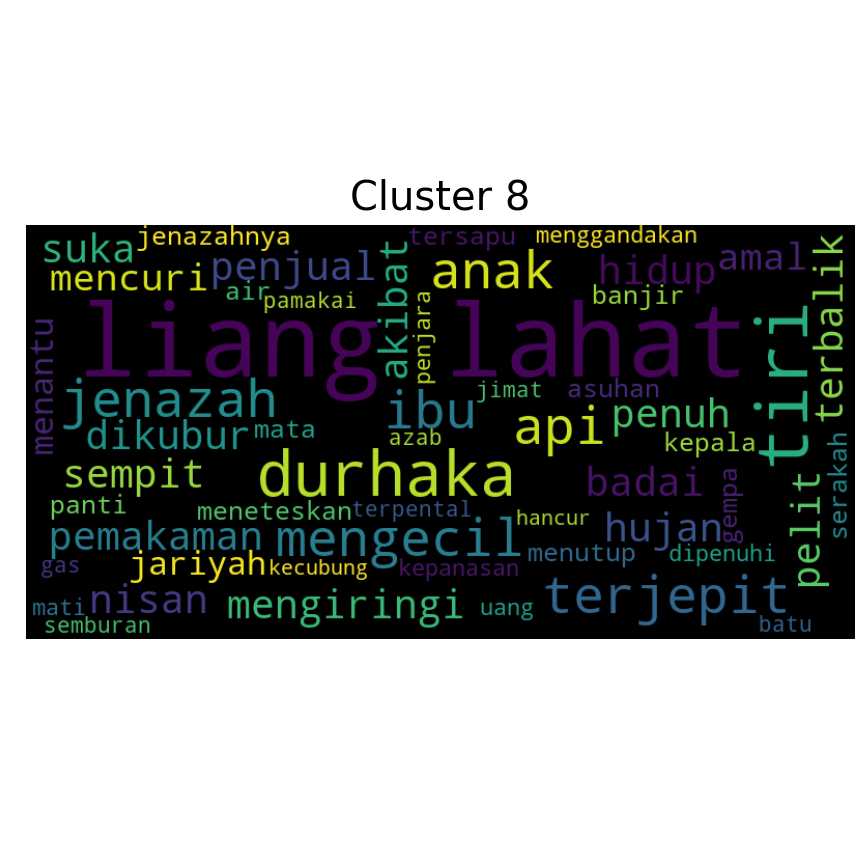 Cluster 8
suka
jenazahnya
tersapu
menggandakan
mencuri
penjual
akibat
anak
hidup
amal
terbalik
air
pamakai
penjara
banjir
liang
lahat
tiri
menantu
jenazah
ibu
jimat
asuhan
api
penuh
dikubur
mata
azab
kepala
sempit
durhaka
badai
gempa
pelit
serakah
panti
meneteskan
terpental
hancur
hujan
pemakaman
mengecil
menutup
dipenuhi
gas
jariyah
kecubung
kepanasan
mati
nisan
mengiringi
uang
terjepit
semburan
batu